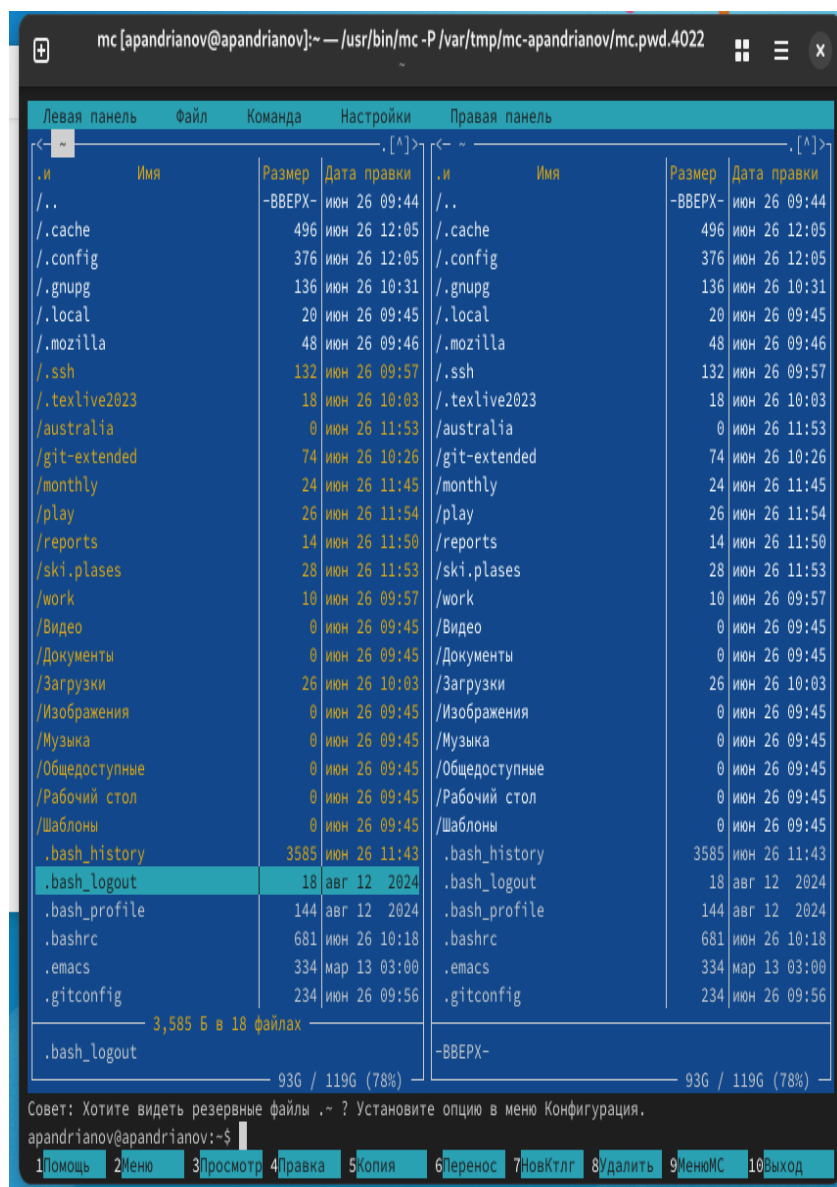 mc [apandrianov@apandrianov]:~ — /usr/bin/mc -P /var/tmp/mc-apandrianov/mc.pwd.4022
~
Левая панель Файл Команда Настройки Правая панель
<— ~ .[^]> <— ~ .[^]>
.и Имя Размер Дата правки .и Имя Размер Дата правки
/.. -ВВЕРХ- июн 26 09:44 /.. -ВВЕРХ- июн 26 09:44
/.cache 496 июн 26 12:05 /.cache 496 июн 26 12:05
/.config 376 июн 26 12:05 /.config 376 июн 26 12:05
/.gnupg 136 июн 26 10:31 /.gnupg 136 июн 26 10:31
/.local 20 июн 26 09:45 /.local 20 июн 26 09:45
/.mozilla 48 июн 26 09:46 /.mozilla 48 июн 26 09:46
/.ssh 132 июн 26 09:57 /.ssh 132 июн 26 09:57
/.texlive2023 18 июн 26 10:03 /.texlive2023 18 июн 26 10:03
/australia 0 июн 26 11:53 /australia 0 июн 26 11:53
/git-extended 74 июн 26 10:26 /git-extended 74 июн 26 10:26
/monthly 24 июн 26 11:45 /monthly 24 июн 26 11:45
/play 26 июн 26 11:54 /play 26 июн 26 11:54
/reports 14 июн 26 11:50 /reports 14 июн 26 11:50
/ski.plases 28 июн 26 11:53 /ski.plases 28 июн 26 11:53
/work 10 июн 26 09:57 /work 10 июн 26 09:57
/Видео 0 июн 26 09:45 /Видео 0 июн 26 09:45
/Документы 0 июн 26 09:45 /Документы 0 июн 26 09:45
/Загрузки 26 июн 26 10:03 /Загрузки 26 июн 26 10:03
/Изображения 0 июн 26 09:45 /Изображения 0 июн 26 09:45
/Музыка 0 июн 26 09:45 /Музыка 0 июн 26 09:45
/Общедоступные 0 июн 26 09:45 /Общедоступные 0 июн 26 09:45
/Рабочий стол 0 июн 26 09:45 /Рабочий стол 0 июн 26 09:45
/Шаблоны 0 июн 26 09:45 /Шаблоны 0 июн 26 09:45
.bash_history 3585 июн 26 11:43 .bash_history 3585 июн 26 11:43
.bash_logout 18 авг 12 2024 .bash_logout 18 авг 12 2024
.bash_profile 144 авг 12 2024 .bash_profile 144 авг 12 2024
.bashrc 681 июн 26 10:18 .bashrc 681 июн 26 10:18
.emacs 334 мар 13 03:00 .emacs 334 мар 13 03:00
.gitconfig 234 июн 26 09:56 .gitconfig 234 июн 26 09:56
3,585 Б в 18 файлах
.bash_logout -ВВЕРХ-
93G / 119G (78%) 93G / 119G (78%)
Совет: Хотите видеть резервные файлы .~ ? Установите опцию в меню Конфигурация.
apandrianov@apandrianov:~$
1Помощь 2Меню 3Просмотр 4Правка 5Копия 6Перенос 7НовКтлг 8Удалить 9МенюMC 10Выход